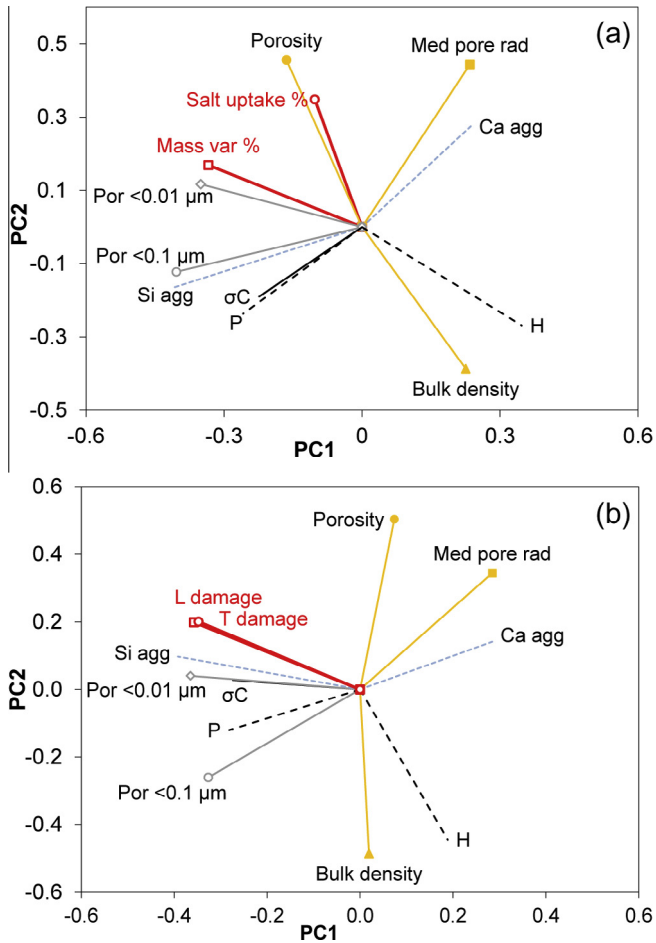 (a)
0.5
0.3
0.1
-0.1
-0.3
-0.5
PC2
Porosity
Med pore rad
Salt uptake %
Ca agg
Mass var %
Por <0.01 µm
Por <0.1 µm
Si agg
σC
P
H
Bulk density
-0.6
-0.3
0
0.3
0.6
PC1
(b)
0.6
0.4
0.2
0.0
-0.2
-0.4
-0.6
PC2
Porosity
Med pore rad
L damage
T damage
Ca agg
Si agg
Por <0.01 µm
σC
P
Por <0.1 µm
H
Bulk density
-0.6
-0.4
-0.2
0.0
0.2
0.4
0.6
PC1